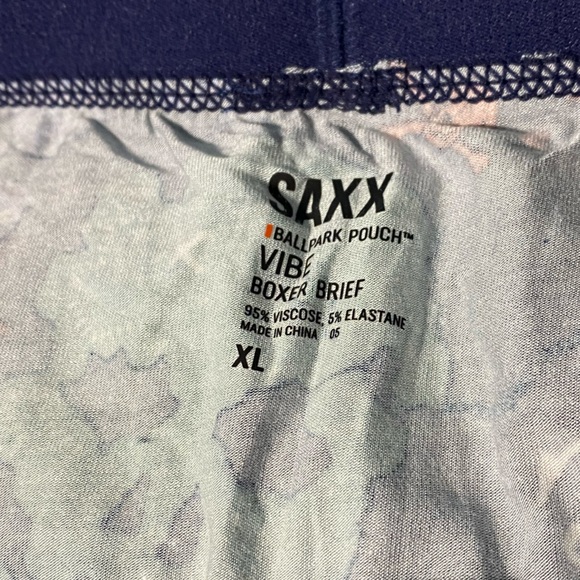 SAXX
BALLPARK POUCH™
VIBE
BOXER BRIEF
95% VISCOSE, 5% ELASTANE
MADE IN CHINA 05
XL